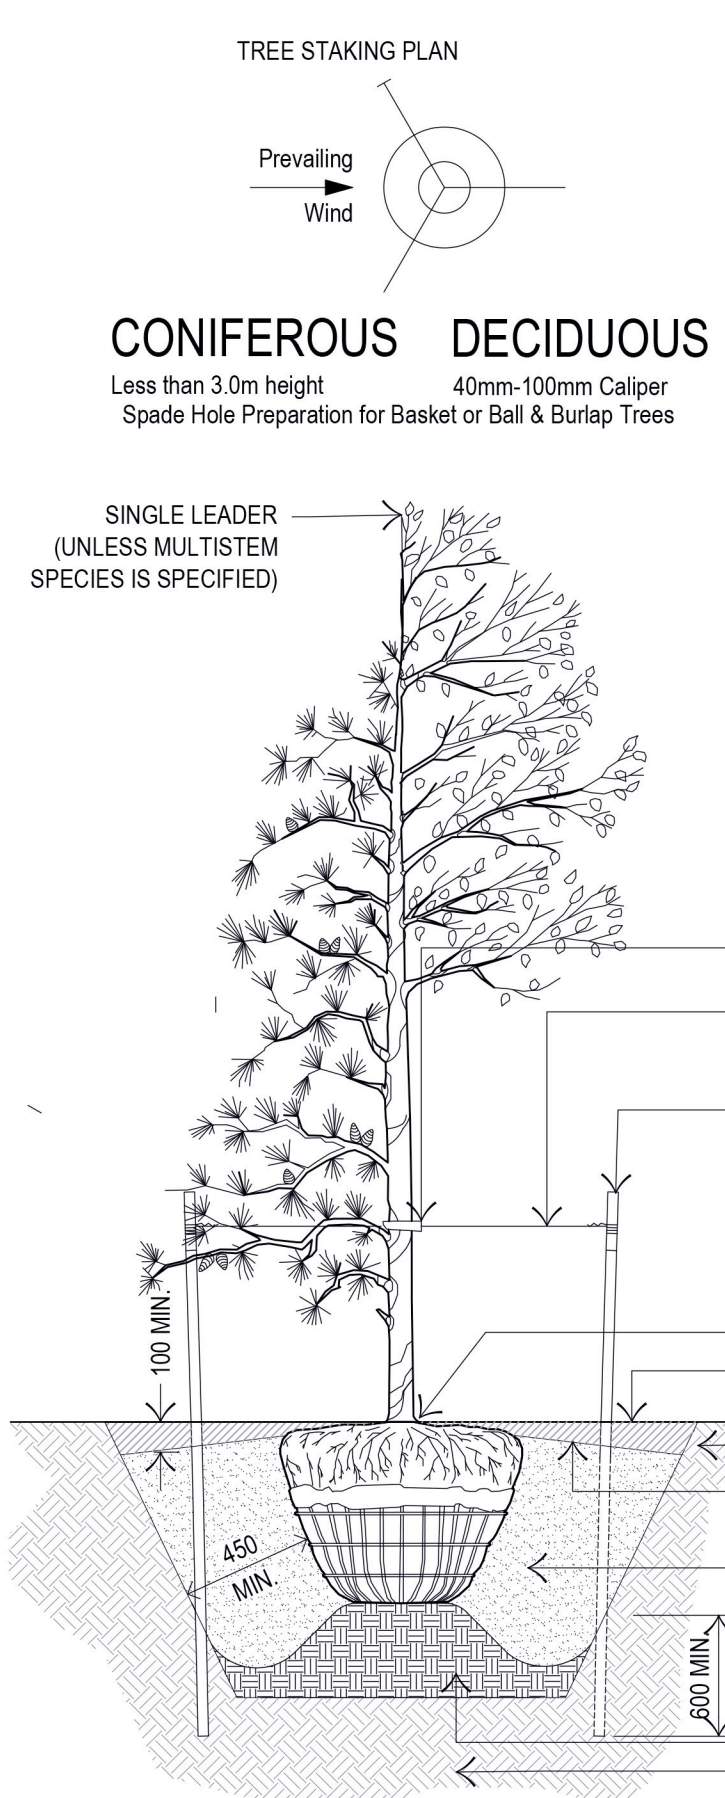 TREE STAKING PLAN
Prevailing
Wind
CONIFEROUS DECIDUOUS
Less than 3.0m height 40mm-100mm Caliper
Spade Hole Preparation for Basket or Ball & Burlap Trees
SINGLE LEADER
(UNLESS MULTISTEM
SPECIES IS SPECIFIED)
100 MIN.
450
MIN.
600 MIN.